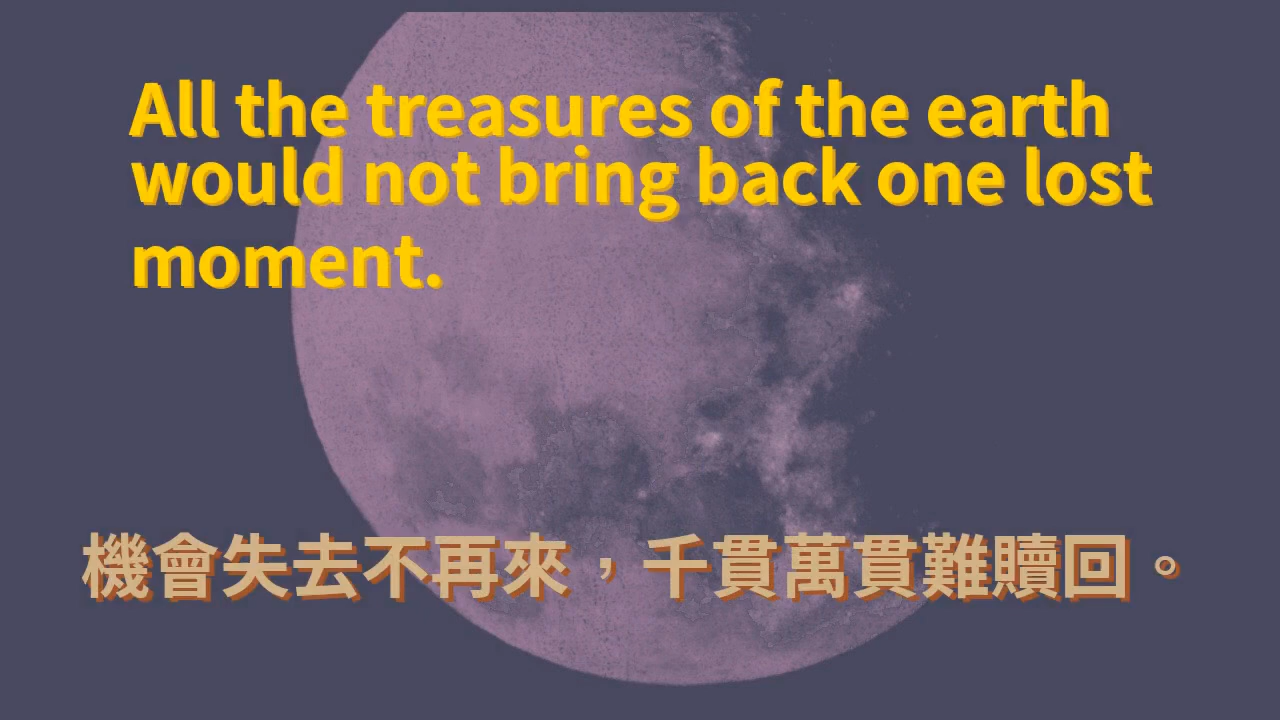 All the treasures of the earth
would not bring back one lost
moment.
機會失去不再來，千貫萬貫難贖回。